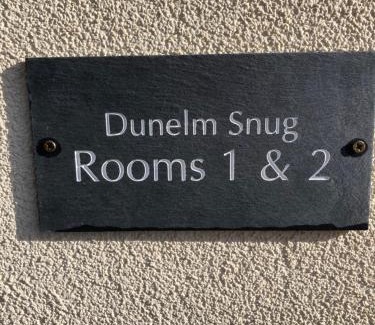 Dunelm Snug
Rooms 1 & 2